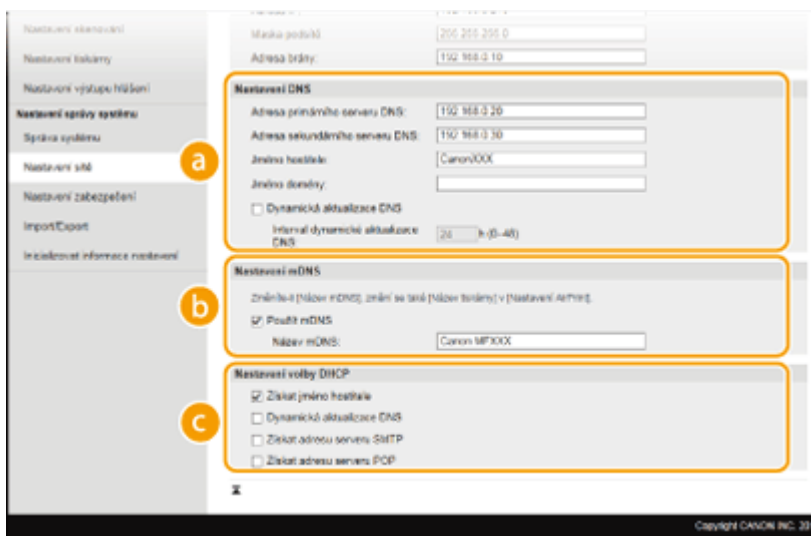 Nastavení skenování
Nastavení tiskárny
Nastavení výstupu hlášení
Nastavení správy systému
Správa systému
Nastavení sítě
Nastavení zabezpečení
Import/Export
Inicializovat informace nastavení
Maska podsítě
255.255.255.0
Adresa brány:
192.168.0.10
a
Nastavení DNS
Adresa primárního serveru DNS:
192.168.0.20
Adresa sekundárního serveru DNS:
192.168.0.30
Jméno hostitele:
CanonXXX
Jméno domény:
Dynamická aktualizace DNS
Interval dynamické aktualizace
DNS:
24 h (0-48)
b
Nastavení mDNS
Změníte-li [Název mDNS], změní se také [Název tiskárny] v [Nastavení AirPrint].
Použít mDNS
Název mDNS:
Canon MFXXX
c
Nastavení volby DHCP
Získat jméno hostitele
Dynamická aktualizace DNS
Získat adresu serveru SMTP
Získat adresu serveru POP
Copyright CANON INC. 20